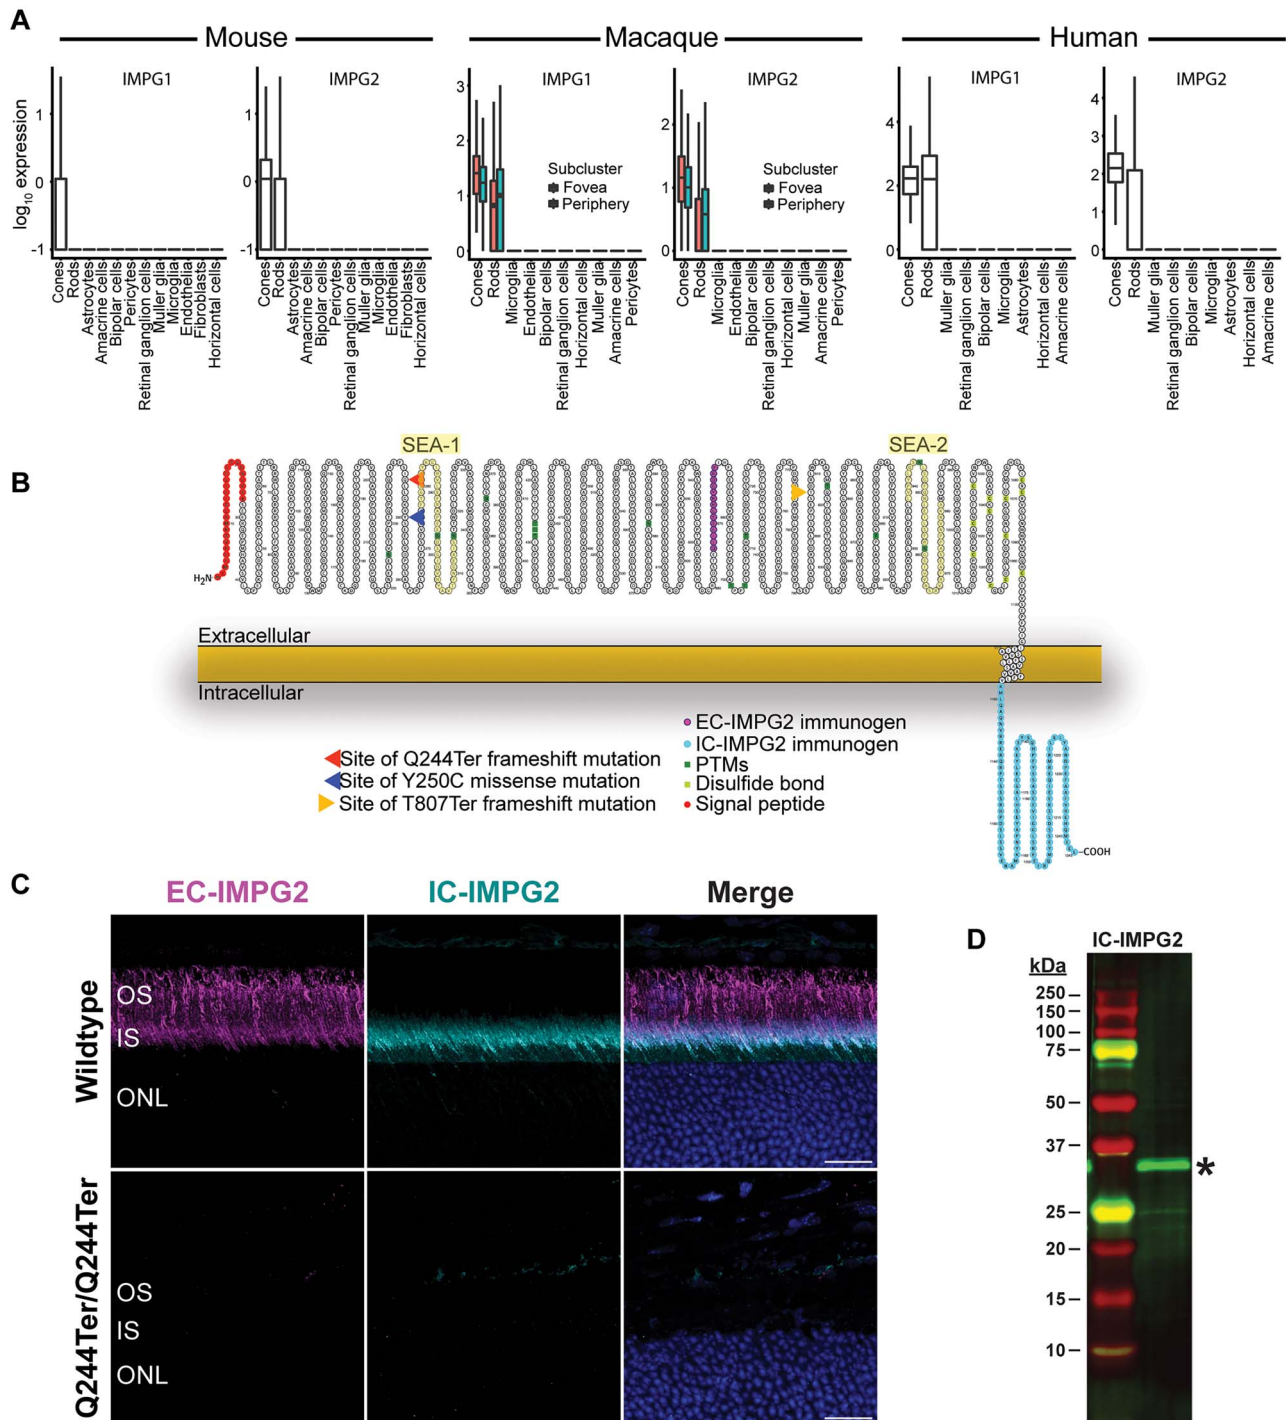 A
Mouse
Macaque
Human
IMPG1
IMPG2
IMPG1
IMPG2
IMPG1
IMPG2
log10 expression
1
0
-1
1
0
-1
3
2
1
0
2
1
0
4
2
0
4
3
2
1
0
Subcluster
Fovea
Periphery
Subcluster
Fovea
Periphery
Cones
Rods
Astrocytes
Amacrine cells
Bipolar cells
Pericytes
Retinal ganglion cells
Muller glia
Microglia
Endothelia
Fibroblasts
Horizontal cells
Cones
Rods
Astrocytes
Amacrine cells
Bipolar cells
Pericytes
Retinal ganglion cells
Muller glia
Microglia
Endothelia
Fibroblasts
Horizontal cells
Cones
Rods
Microglia
Endothelia
Bipolar cells
Retinal ganglion cells
Horizontal cells
Muller glia
Amacrine cells
Pericytes
Cones
Rods
Microglia
Endothelia
Bipolar cells
Retinal ganglion cells
Horizontal cells
Muller glia
Amacrine cells
Pericytes
Cones
Rods
Muller glia
Retinal ganglion cells
Bipolar cells
Microglia
Astrocytes
Horizontal cells
Amacrine cells
Cones
Rods
Muller glia
Retinal ganglion cells
Bipolar cells
Microglia
Astrocytes
Horizontal cells
Amacrine cells
B
SEA-1
SEA-2
H2N
Extracellular
Intracellular
Site of Q244Ter frameshift mutation
Site of Y250C missense mutation
Site of T807Ter frameshift mutation
EC-IMPG2 immunogen
IC-IMPG2 immunogen
PTMs
Disulfide bond
Signal peptide
-COOH
C
EC-IMPG2
IC-IMPG2
Merge
Wildtype
OS
IS
ONL
Q244Ter/Q244Ter
OS
IS
ONL
D
IC-IMPG2
kDa
250
150
100
75
50
37
25
20
15
10
*